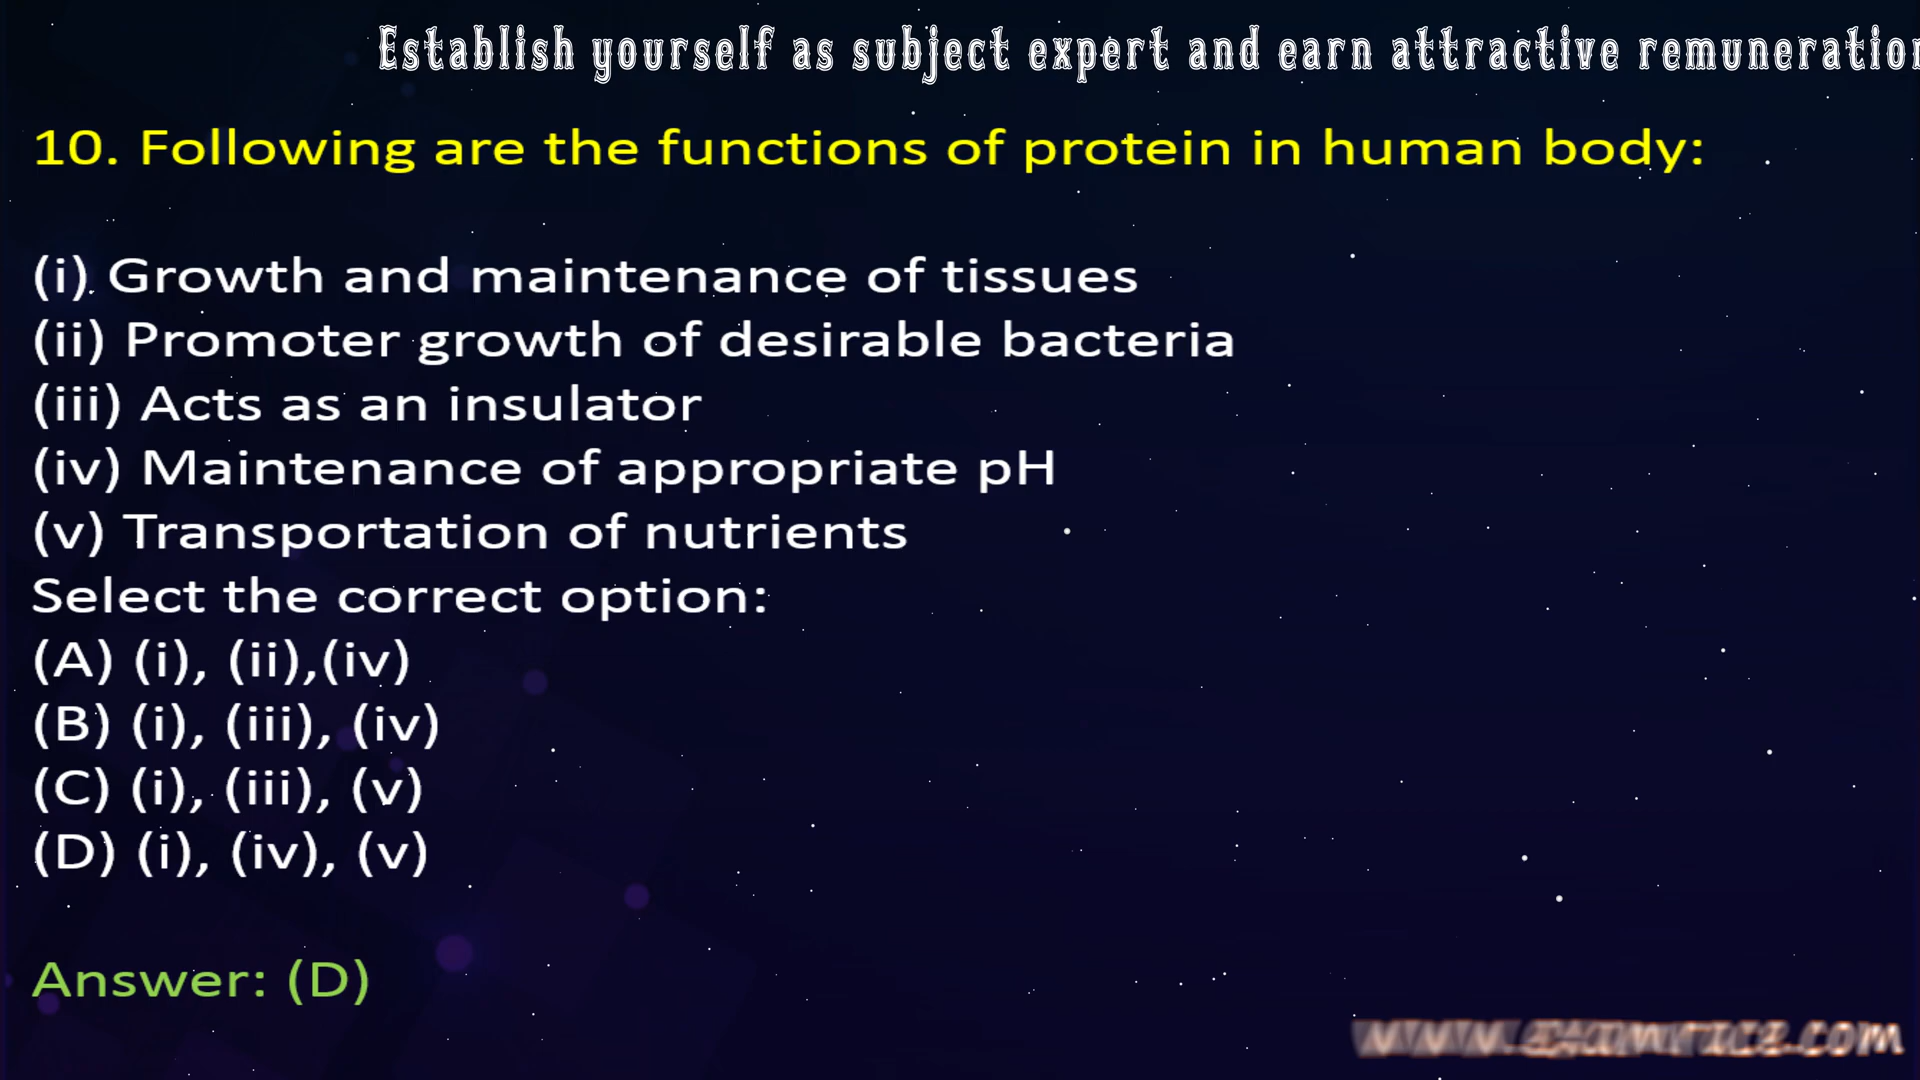 Establish yourself as subject expert and earn attractive
10. Following are the functions of protein in human body:
(i) Growth and maintenance of tissues
(ii) Promoter growth of desirable bacteria
(iii) Acts as an insulator
(iv) Maintenance of appropriate pH
(v) Transportation of nutrients
Select the correct option:
(A) (i), (ii),(iv)
(B) (i), (iii), (iv)
(C) (i), (iii), (v)
(D) (i), (iv), (v)
Answer: (D)